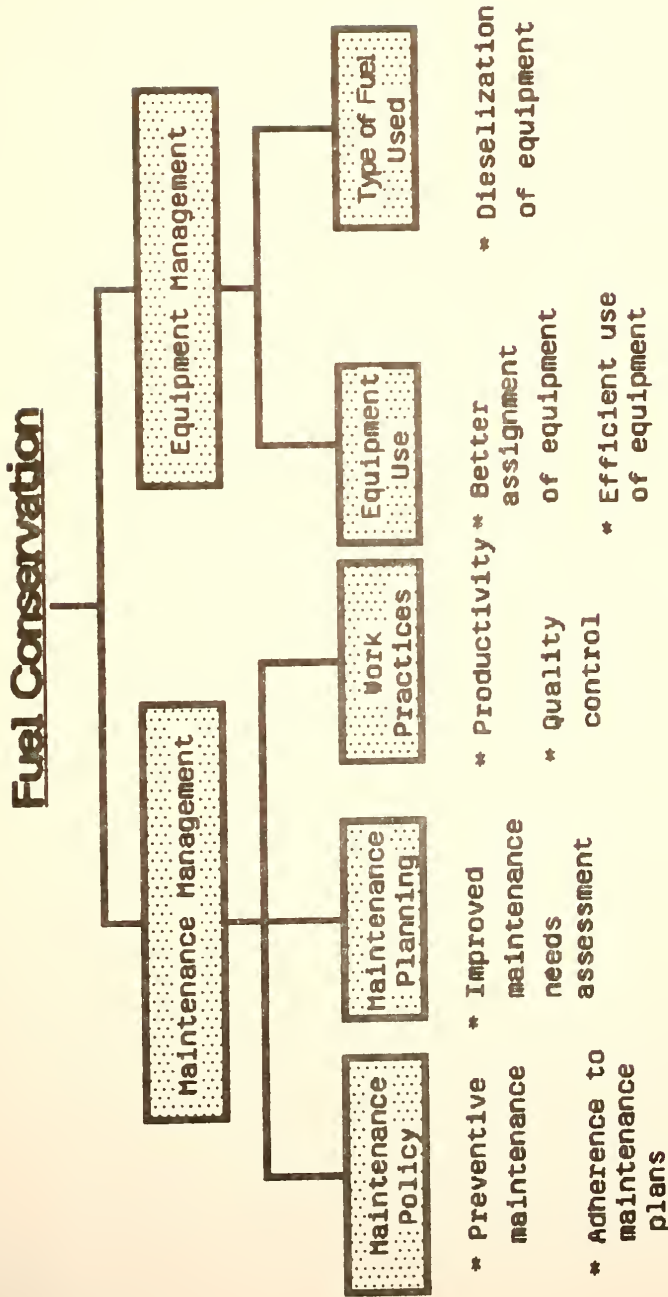 Fuel Conservation
Maintenance Management
Equipment Management
Maintenance
Policy
Maintenance
Planning
Work
Practices
Equipment
Use
Type of Fuel
Used
* Preventive
maintenance
* Adherence to
maintenance
plans
* Improved
maintenance
needs
assessment
* Productivity
* Quality
control
* Better
assignment
of equipment
* Efficient use
of equipment
* Dieselization
of equipment